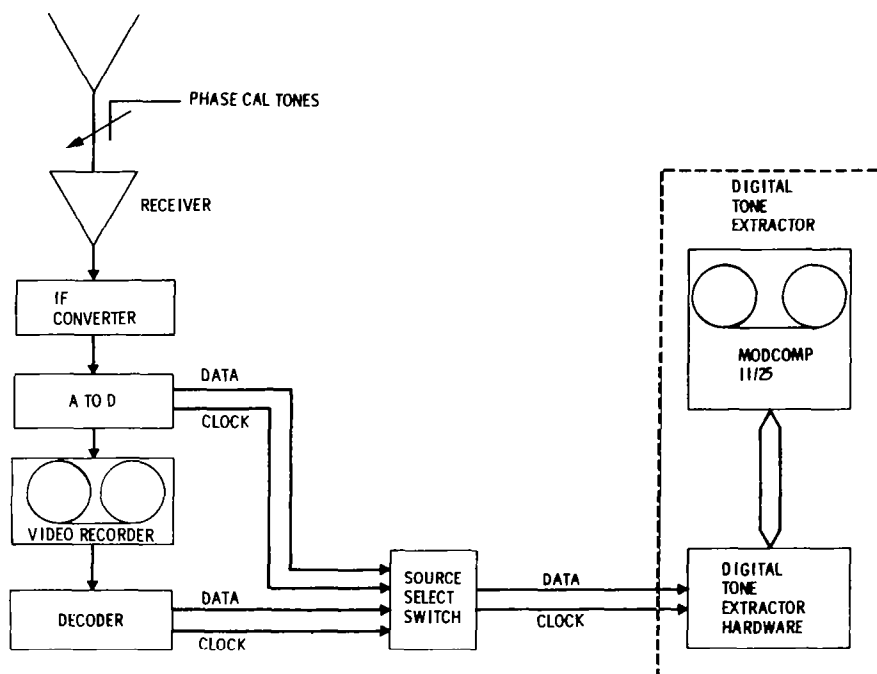 PHASE CAL TONES
RECEIVER
IF
CONVERTER
A TO D
DATA
CLOCK
VIDEO RECORDER
DECODER
DATA
CLOCK
SOURCE
SELECT
SWITCH
DATA
CLOCK
DIGITAL
TONE
EXTRACTOR
MODCOMP
II/25
DIGITAL
TONE
EXTRACTOR
HARDWARE